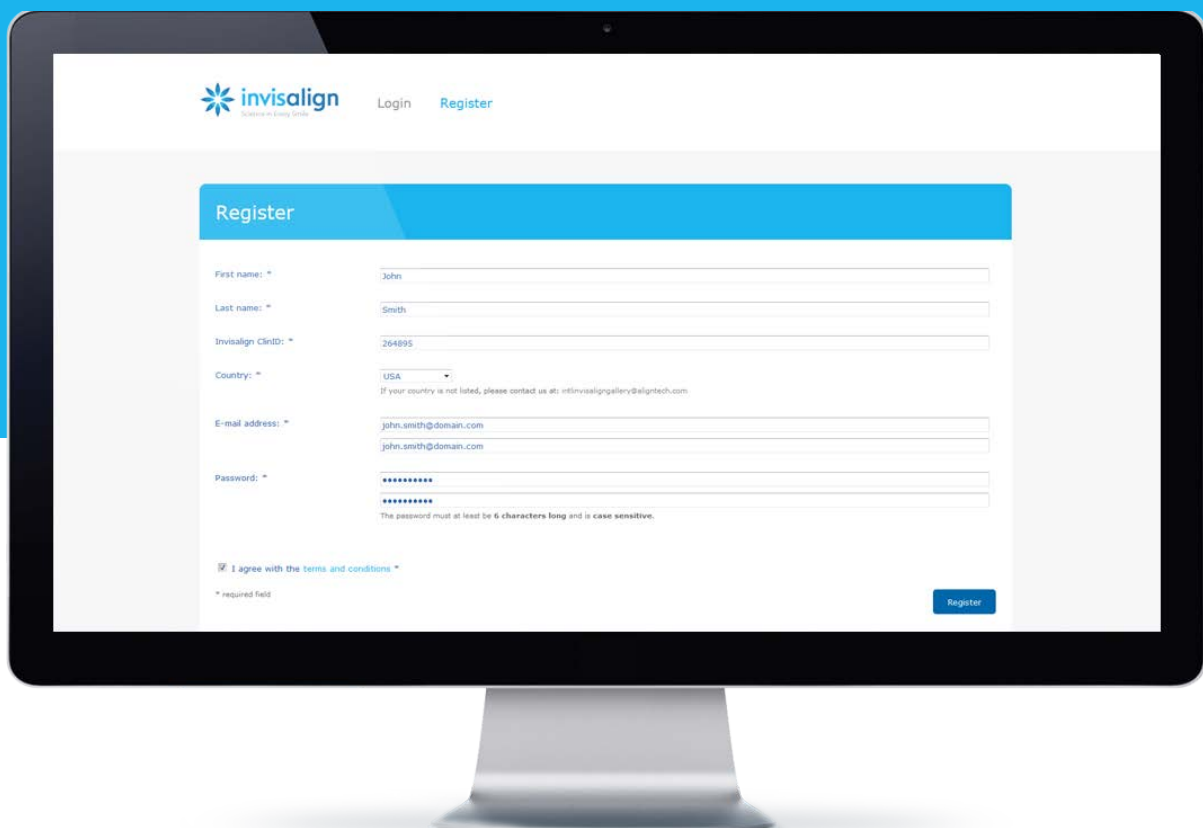 invisalign
Login Register
Register
First name: * John
Last name: * Smith
Invisalign ClinID: * 264895
Country: * USA
If your country is not listed, please contact us at: intlinvisaligngallery@aligntech.com
E-mail address: * john.smith@domain.com
john.smith@domain.com
Password: * ••••••••••
••••••••••
The password must at least be 6 characters long and is case sensitive.
I agree with the terms and conditions *
* required field
Register